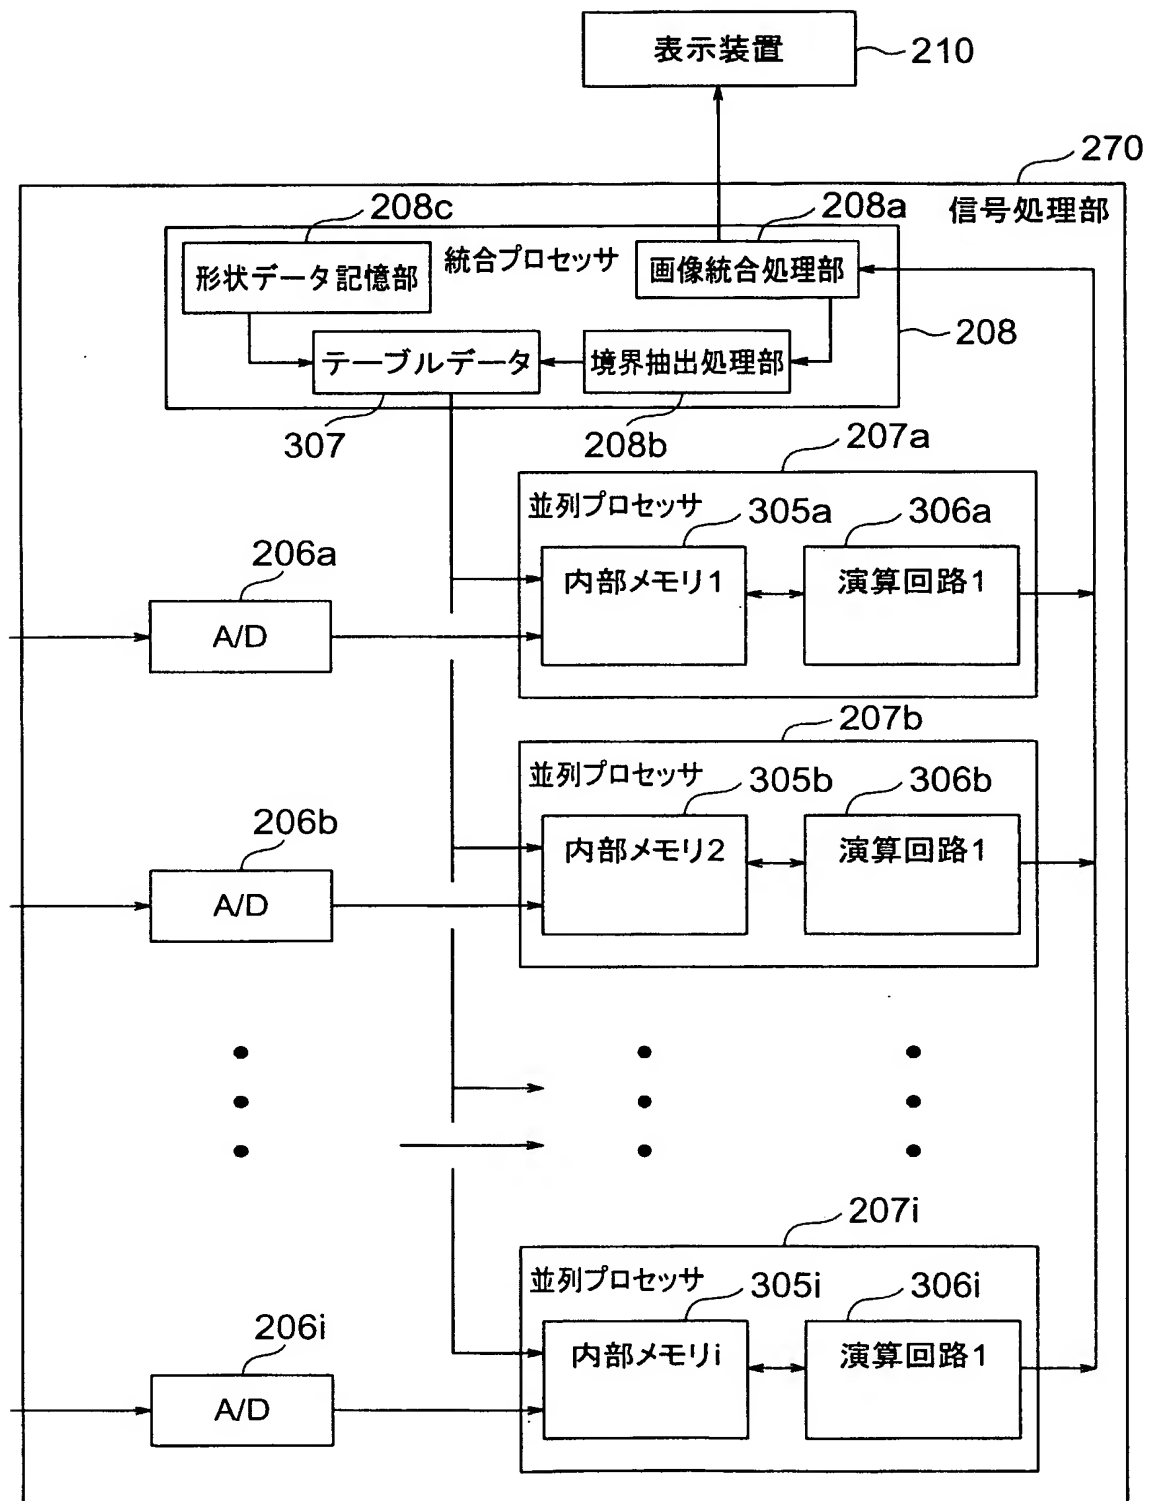 表示装置
210
270
信号処理部
208c
208a
統合プロセッサ
形状データ記憶部
画像統合処理部
208
テーブルデータ
境界抽出処理部
307
208b
207a
並列プロセッサ
305a
306a
206a
内部メモリ1
演算回路1
A/D
207b
並列プロセッサ
305b
306b
206b
内部メモリ2
演算回路1
A/D
207i
並列プロセッサ
305i
306i
206i
内部メモリi
演算回路1
A/D